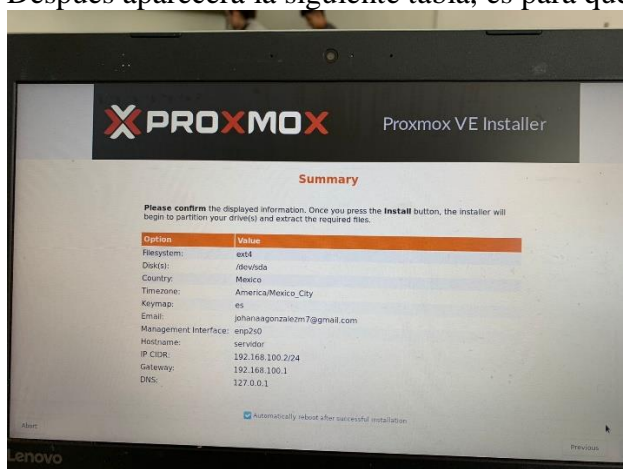 Después aparecerá la siguiente tabla, es para que
PROXMOX Proxmox VE Installer
Summary
Please confirm the displayed information. Once you press the Install button, the installer will
begin to partition your drive(s) and extract the required files.
Option Value
Filesystem: ext4
Disk(s): /dev/sda
Country: Mexico
Timezone: America/Mexico_City
Keymap: es
Email: johanaagonzalezm7@gmail.com
Management Interface: enp2s0
Hostname: servidor
IP CIDR: 192.168.100.2/24
Gateway: 192.168.100.1
DNS: 127.0.0.1
Automatically reboot after successful installation
Abort Previous
Lenovo